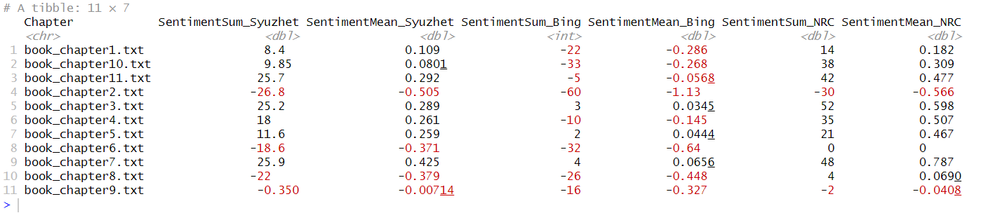 # A tibble: 11 × 7
Chapter SentimentSum_Syuzhet SentimentMean_Syuzhet SentimentSum_Bing SentimentMean_Bing SentimentSum_NRC SentimentMean_NRC
<chr> <dbl> <dbl> <int> <dbl> <dbl> <dbl>
1 book_chapter1.txt 8.4 0.109 -22 -0.286 14 0.182
2 book_chapter10.txt 9.85 0.0801 -33 -0.268 38 0.309
3 book_chapter11.txt 25.7 0.292 -5 -0.0568 42 0.477
4 book_chapter2.txt -26.8 -0.505 -60 -1.13 -30 -0.566
5 book_chapter3.txt 25.2 0.289 3 0.0345 52 0.598
6 book_chapter4.txt 18 0.261 -10 -0.145 35 0.507
7 book_chapter5.txt 11.6 0.259 2 0.0444 21 0.467
8 book_chapter6.txt -18.6 -0.371 -32 -0.64 0 0
9 book_chapter7.txt 25.9 0.425 4 0.0656 48 0.787
10 book_chapter8.txt -22 -0.379 -26 -0.448 4 0.0690
11 book_chapter9.txt -0.350 -0.00714 -16 -0.327 -2 -0.0408
>